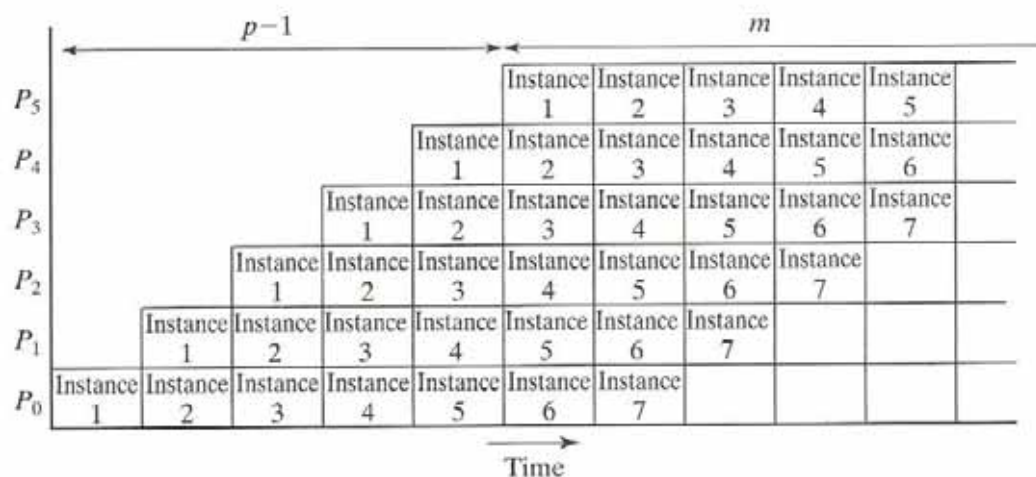 p−1 m
P5 Instance Instance Instance Instance Instance
1 2 3 4 5
P4 Instance Instance Instance Instance Instance Instance
1 2 3 4 5 6
P3 Instance Instance Instance Instance Instance Instance Instance
1 2 3 4 5 6 7
P2 Instance Instance Instance Instance Instance Instance Instance
1 2 3 4 5 6 7
P1 Instance Instance Instance Instance Instance Instance Instance
1 2 3 4 5 6 7
P0 Instance Instance Instance Instance Instance Instance Instance
1 2 3 4 5 6 7
Time